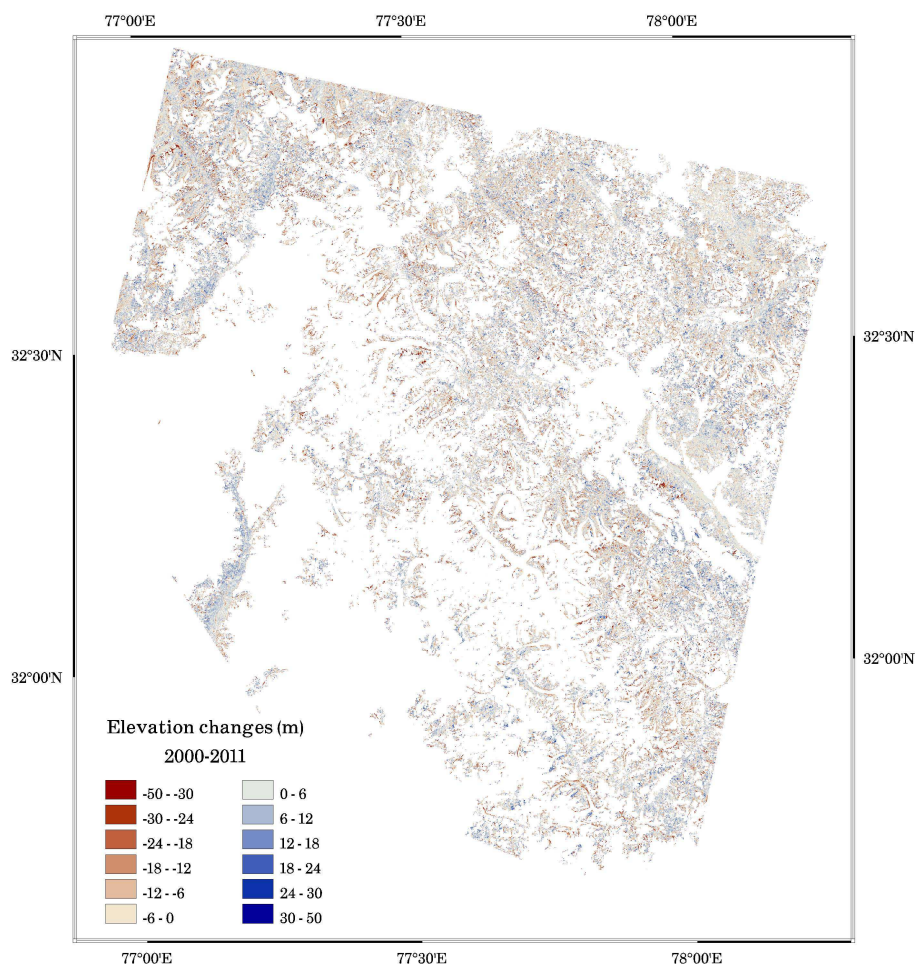 77°00'E 77°30'E 78°00'E
32°30'N 32°30'N
32°00'N 32°00'N
Elevation changes (m)
2000-2011
-50 - -30 0 - 6
-30 - -24 6 - 12
-24 - -18 12 - 18
-18 - -12 18 - 24
-12 - -6 24 - 30
-6 - 0 30 - 50
77°00'E 77°30'E 78°00'E